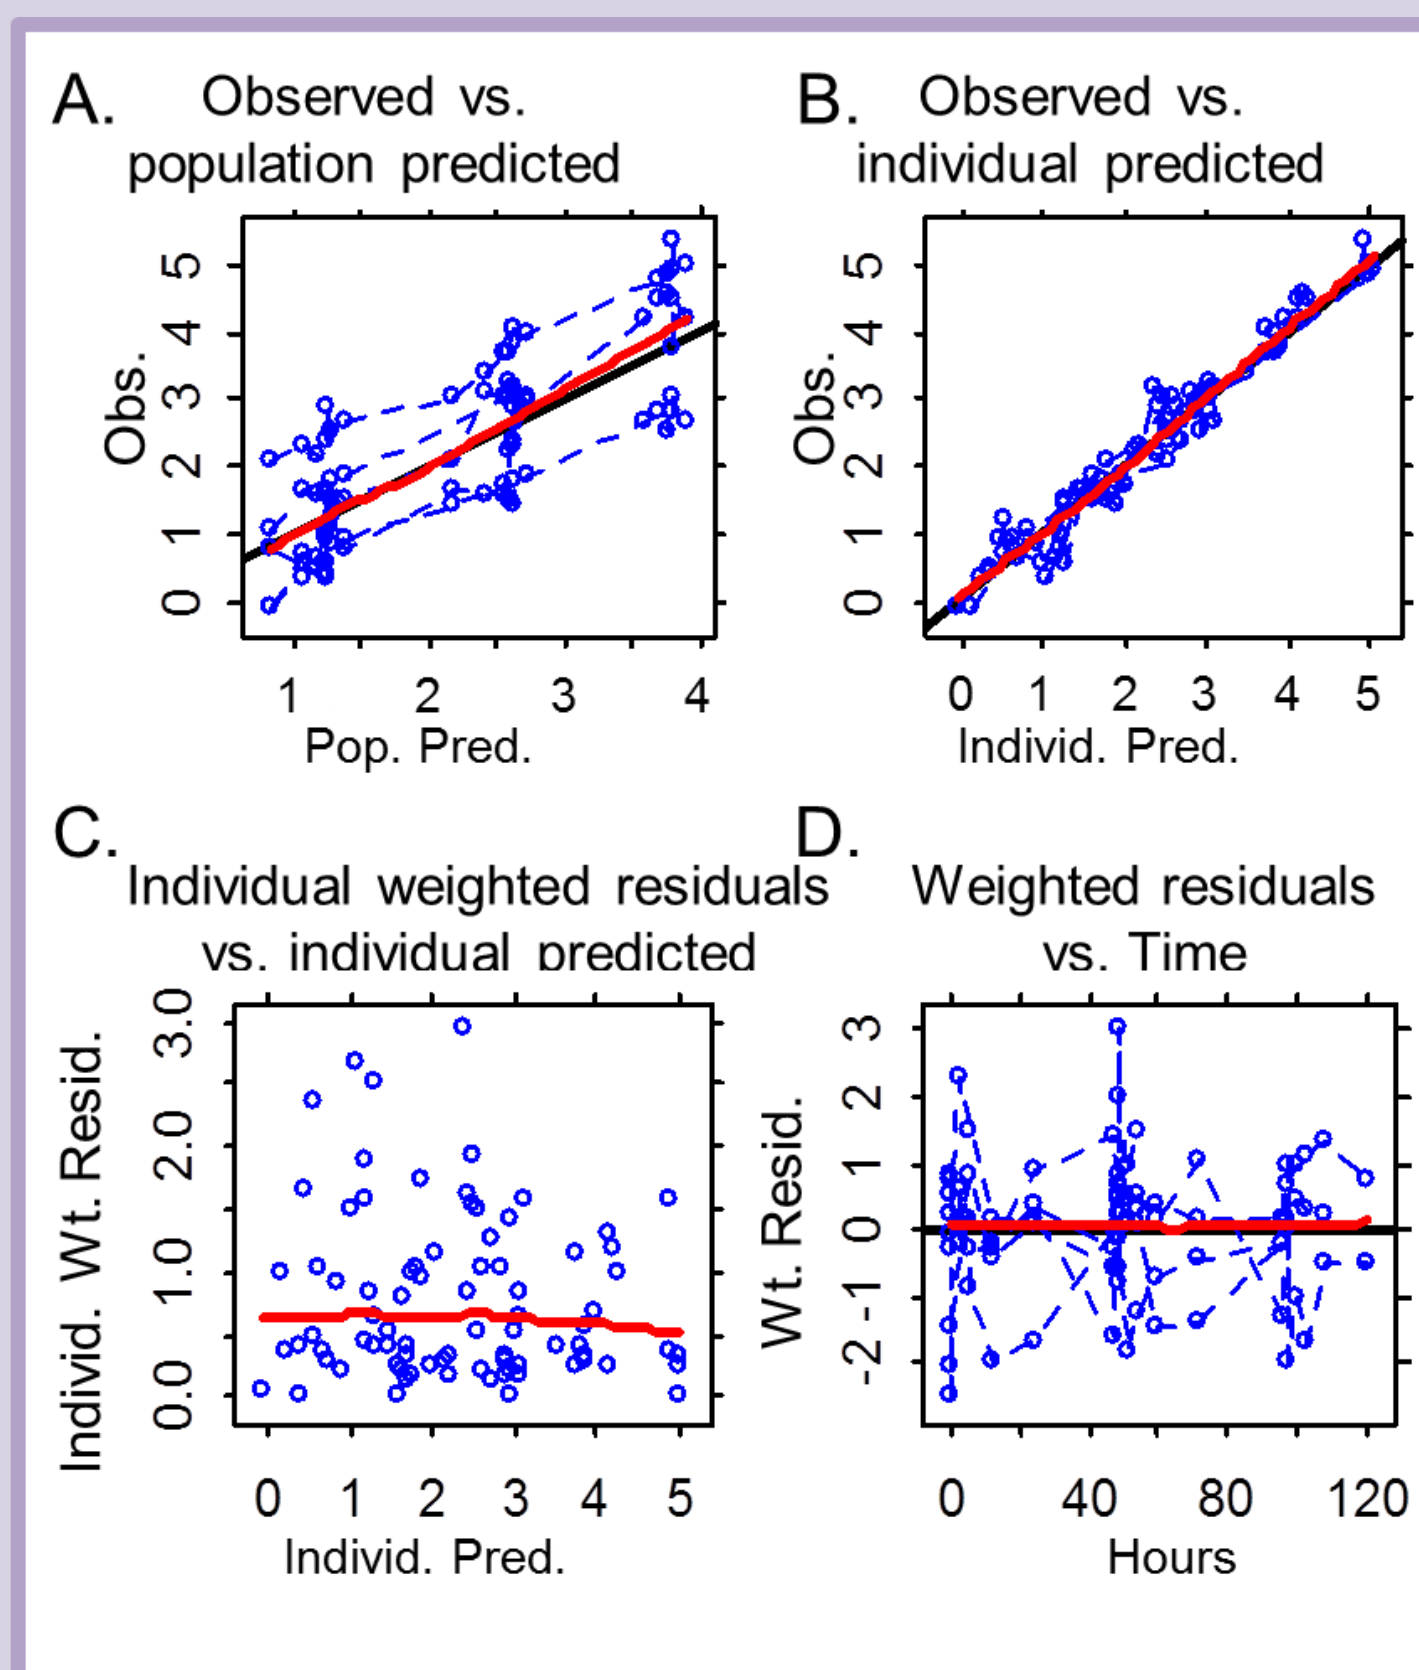 A. Observed vs.
population predicted
B. Observed vs.
individual predicted
5
4
3
2
1
0
Obs.
1 2 3 4
Pop. Pred.
5
4
3
2
1
0
Obs.
0 1 2 3 4 5
Individ. Pred.
C.
Individual weighted residuals
vs. individual predicted
D.
Weighted residuals
vs. Time
3.0
2.0
1.0
0.0
Individ. Wt. Resid.
0 1 2 3 4 5
Individ. Pred.
3
2
1
0
-1
-2
Wt. Resid.
0 40 80 120
Hours